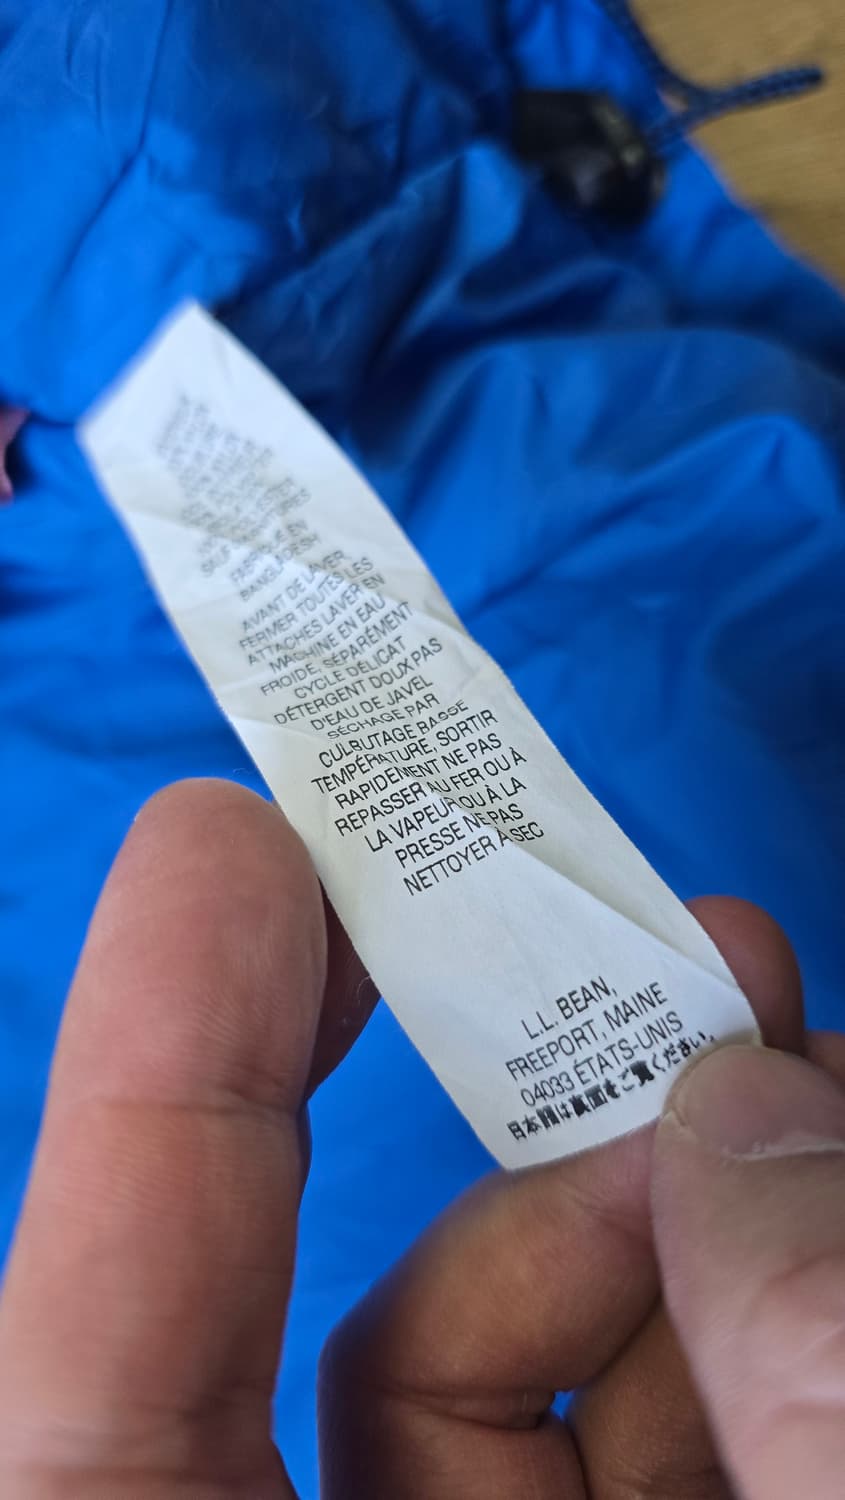 FABRIQUÉ EN
BANGLADESH
AVANT DE LAVER
FERMER TOUTES LES
ATTACHES LAVER EN
MACHINE EN EAU
FROIDE, SÉPARÉMENT
CYCLE DÉLICAT
DÉTERGENT DOUX PAS
D'EAU DE JAVEL
SÉCHAGE PAR
CULBUTAGE BASSE
TEMPÉRATURE, SORTIR
RAPIDEMENT NE PAS
REPASSER AU FER OU À
LA VAPEUR OU À LA
PRESSE NE PAS
NETTOYER À SEC
L.L. BEAN,
FREEPORT, MAINE
04033 ÉTATS-UNIS
日本語は裏面をご覧ください。